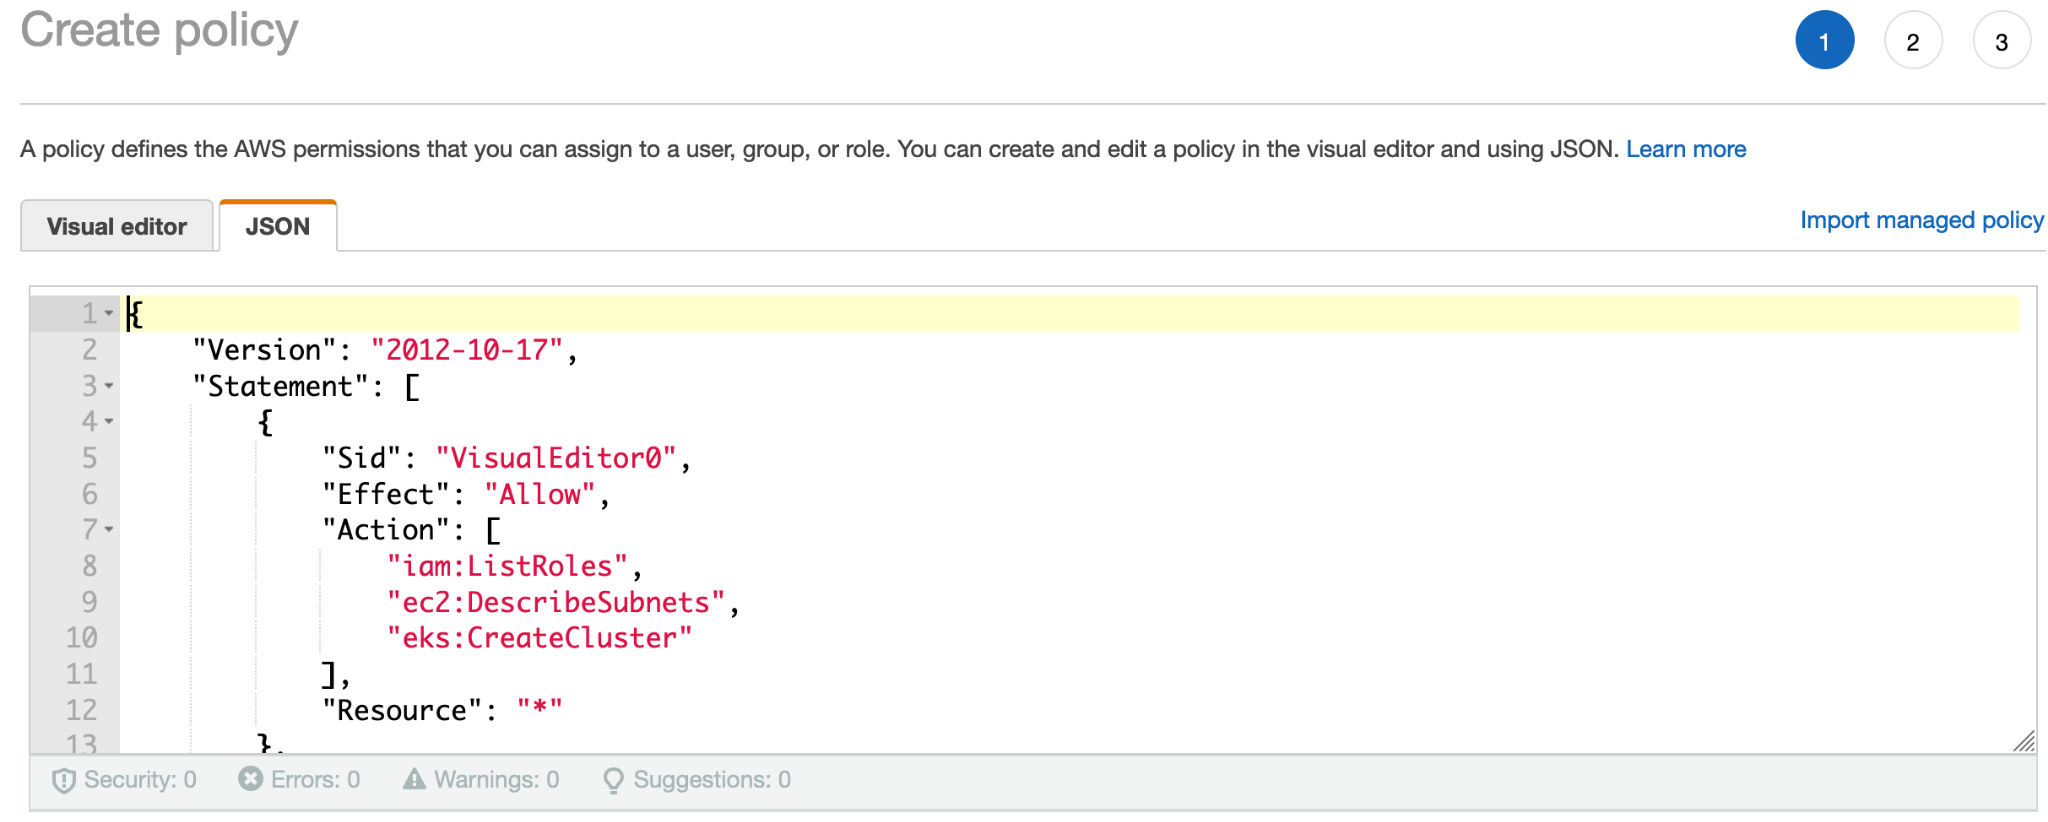 Create policy
1 2 3
A policy defines the AWS permissions that you can assign to a user, group, or role. You can create and edit a policy in the visual editor and using JSON. Learn more
Visual editor JSON Import managed policy
1 {
2 "Version": "2012-10-17",
3 "Statement": [
4 {
5 "Sid": "VisualEditor0",
6 "Effect": "Allow",
7 "Action": [
8 "iam:ListRoles",
9 "ec2:DescribeSubnets",
10 "eks:CreateCluster"
11 ],
12 "Resource": "*"
13 },
Security: 0 Errors: 0 Warnings: 0 Suggestions: 0